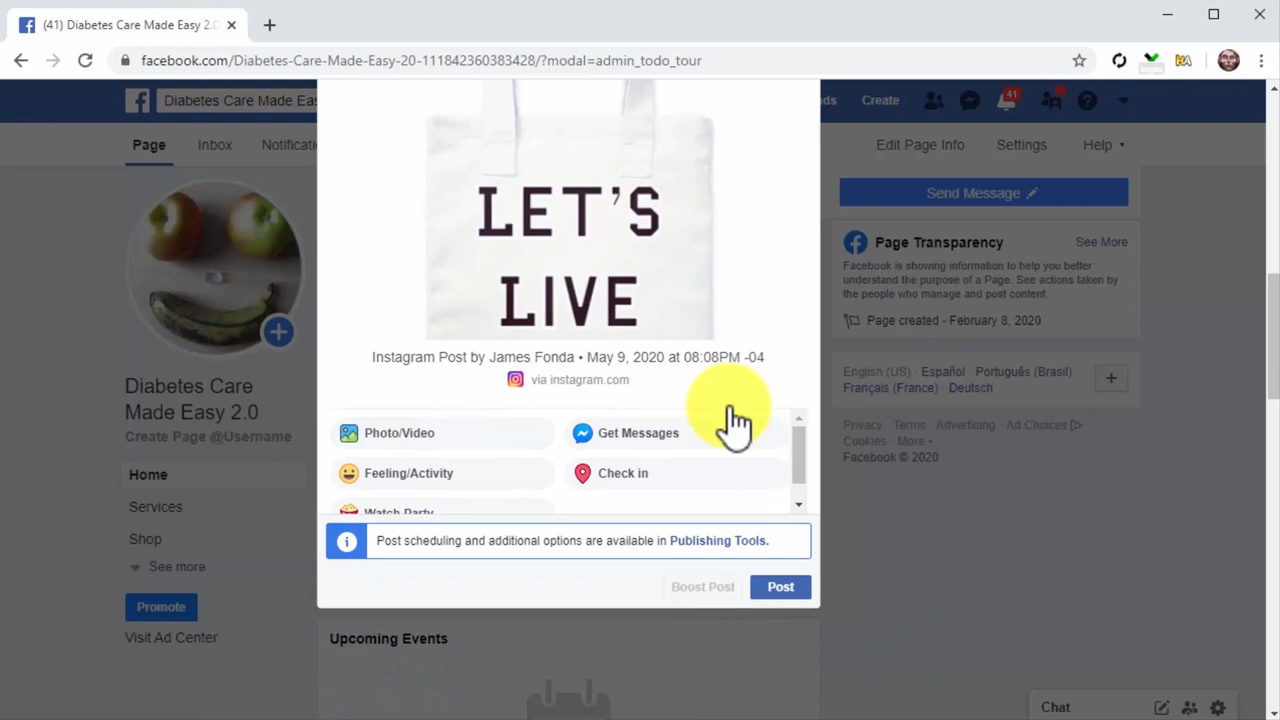 (41) Diabetes Care Made Easy 2.0
facebook.com/Diabetes-Care-Made-Easy-20-111842360383428/?modal=admin_todo_tour
Diabetes Care Made Eas
Create
41
Page
Inbox
Notificati
Edit Page Info
Settings
Help
LET'S
LIVE
Send Message
Page Transparency
See More
Facebook is showing information to help you better
understand the purpose of a Page. See actions taken by
the people who manage and post content.
Page created - February 8, 2020
Instagram Post by James Fonda • May 9, 2020 at 08:08PM -04
via instagram.com
English (US) · Español · Português (Brasil) ·
Français (France) · Deutsch
Privacy · Terms · Advertising · Ad Choices ·
Cookies · More ·
Facebook © 2020
Diabetes Care
Made Easy 2.0
Create Page @Username
Home
Services
Shop
See more
Promote
Visit Ad Center
Photo/Video
Get Messages
Feeling/Activity
Check in
Watch Party
Post scheduling and additional options are available in Publishing Tools.
Boost Post
Post
Upcoming Events
Chat